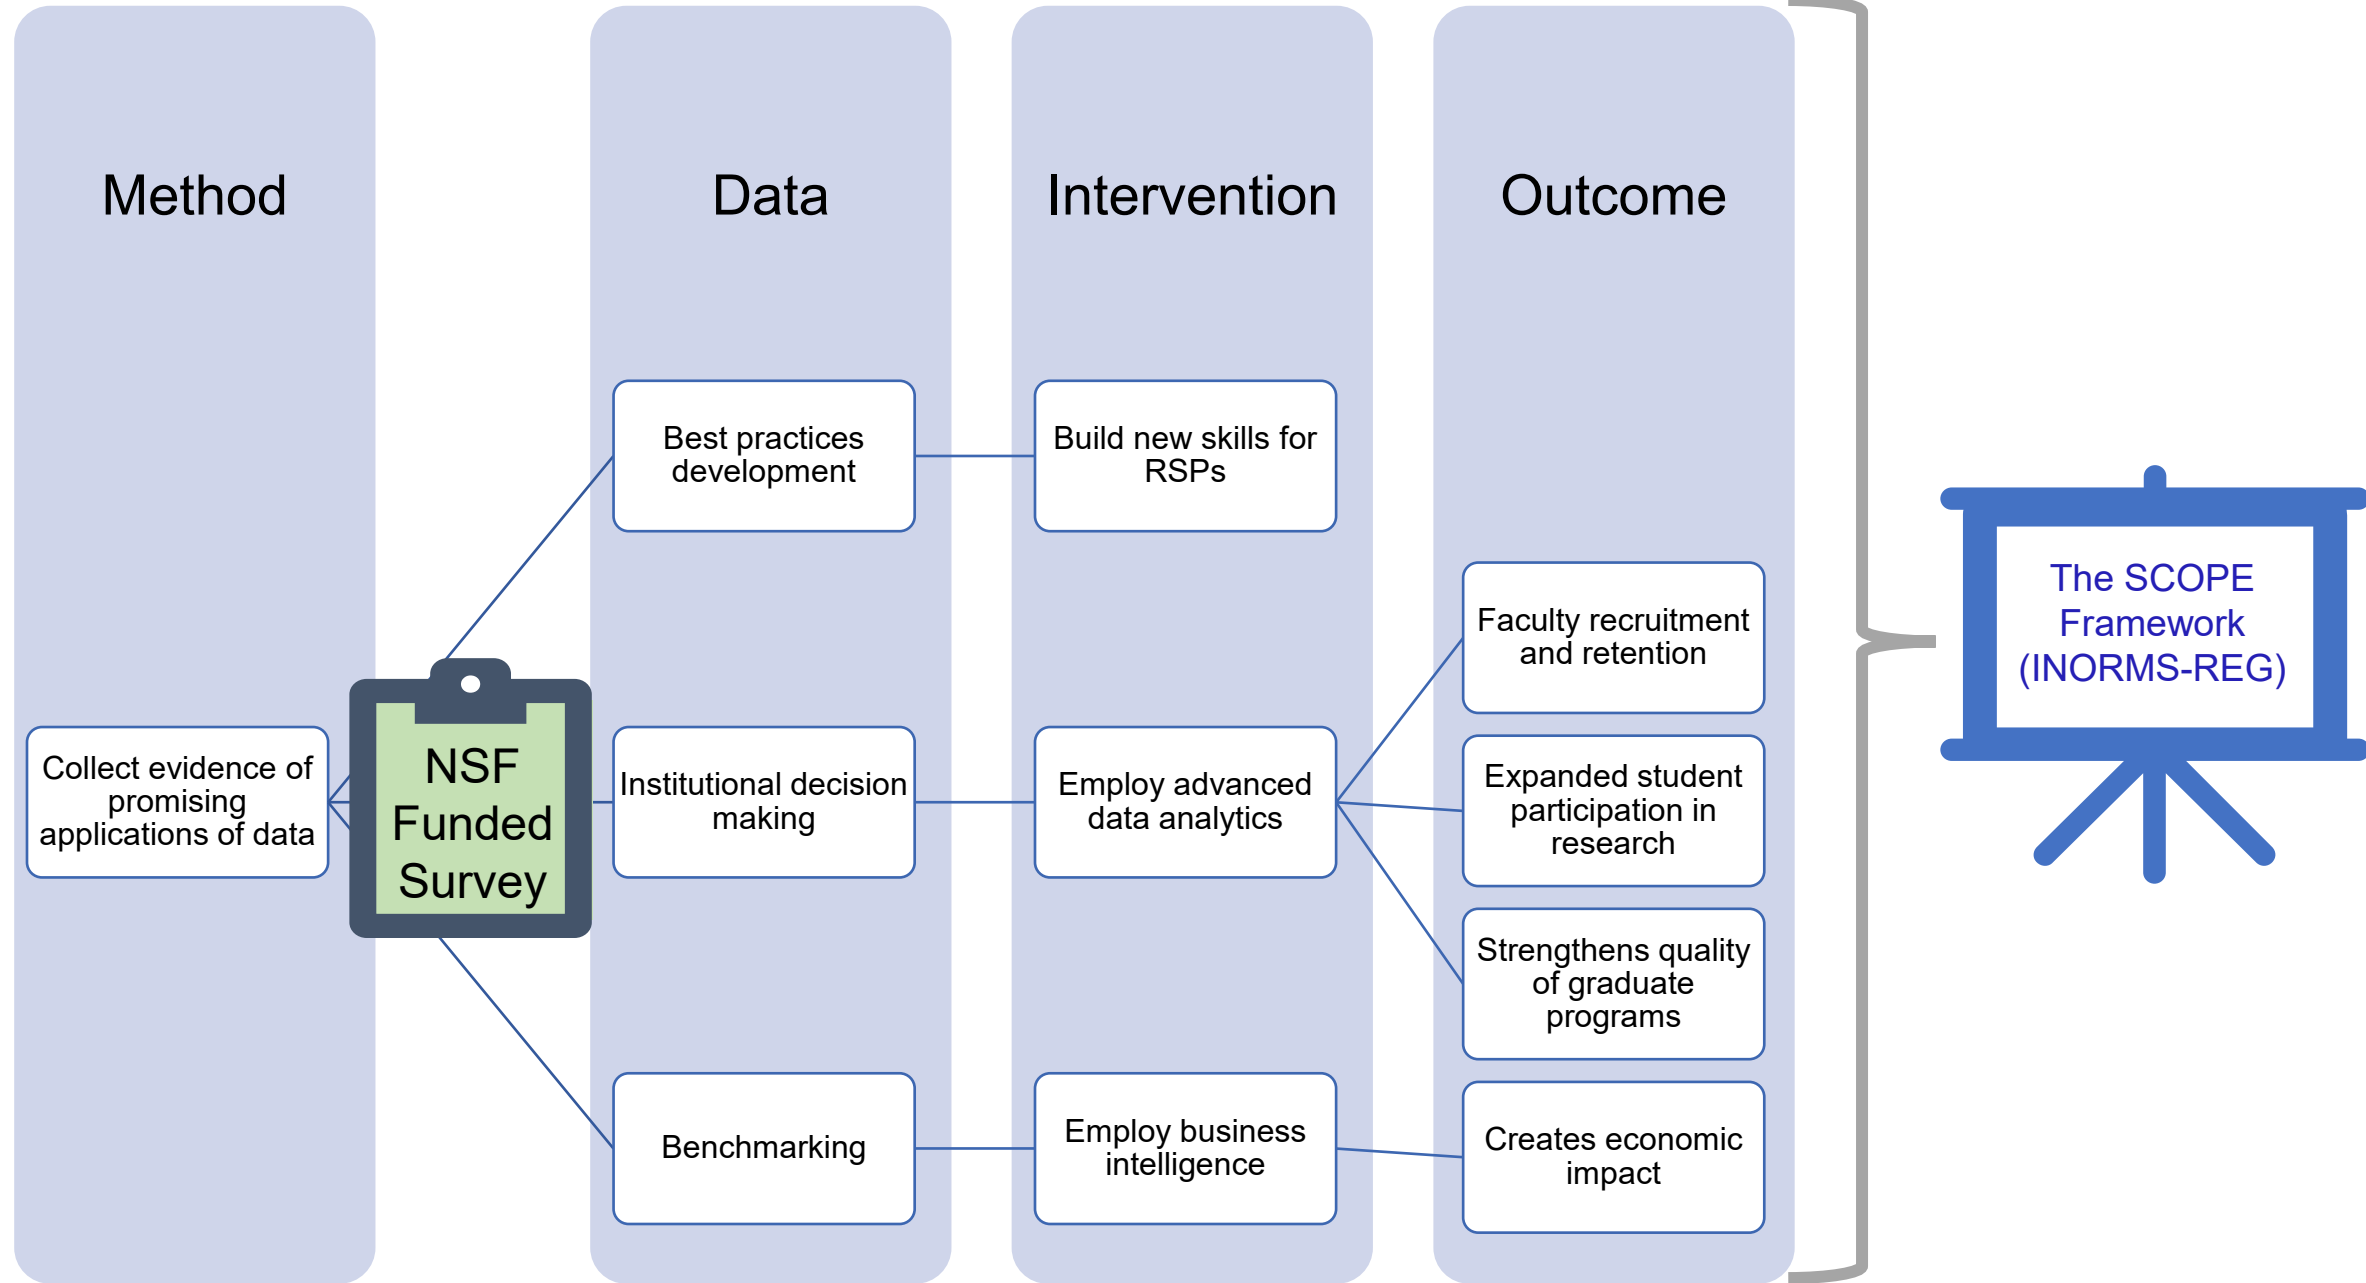 Method
Data
Intervention
Outcome
Collect evidence of
promising
applications of data
NSF
Funded
Survey
Best practices
development
Build new skills for
RSPs
Institutional decision
making
Employ advanced
data analytics
Benchmarking
Employ business
intelligence
Faculty recruitment
and retention
Expanded student
participation in
research
Strengthens quality
of graduate
programs
Creates economic
impact
The SCOPE
Framework
(INORMS-REG)